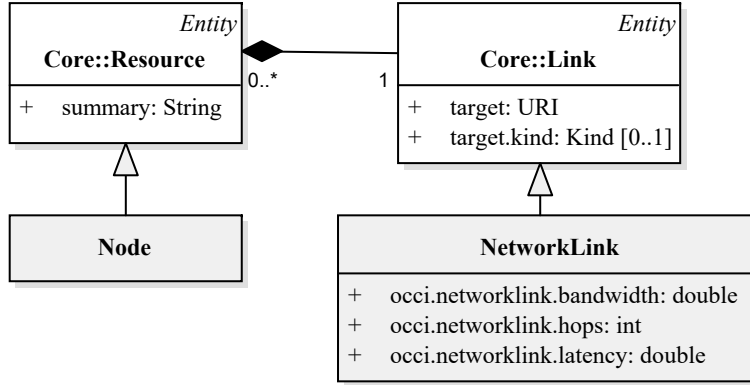 Entity
Core::Resource
+ summary: String
0..*
1
Entity
Core::Link
+ target: URI
+ target.kind: Kind [0..1]
Node
NetworkLink
+ occi.networklink.bandwidth: double
+ occi.networklink.hops: int
+ occi.networklink.latency: double